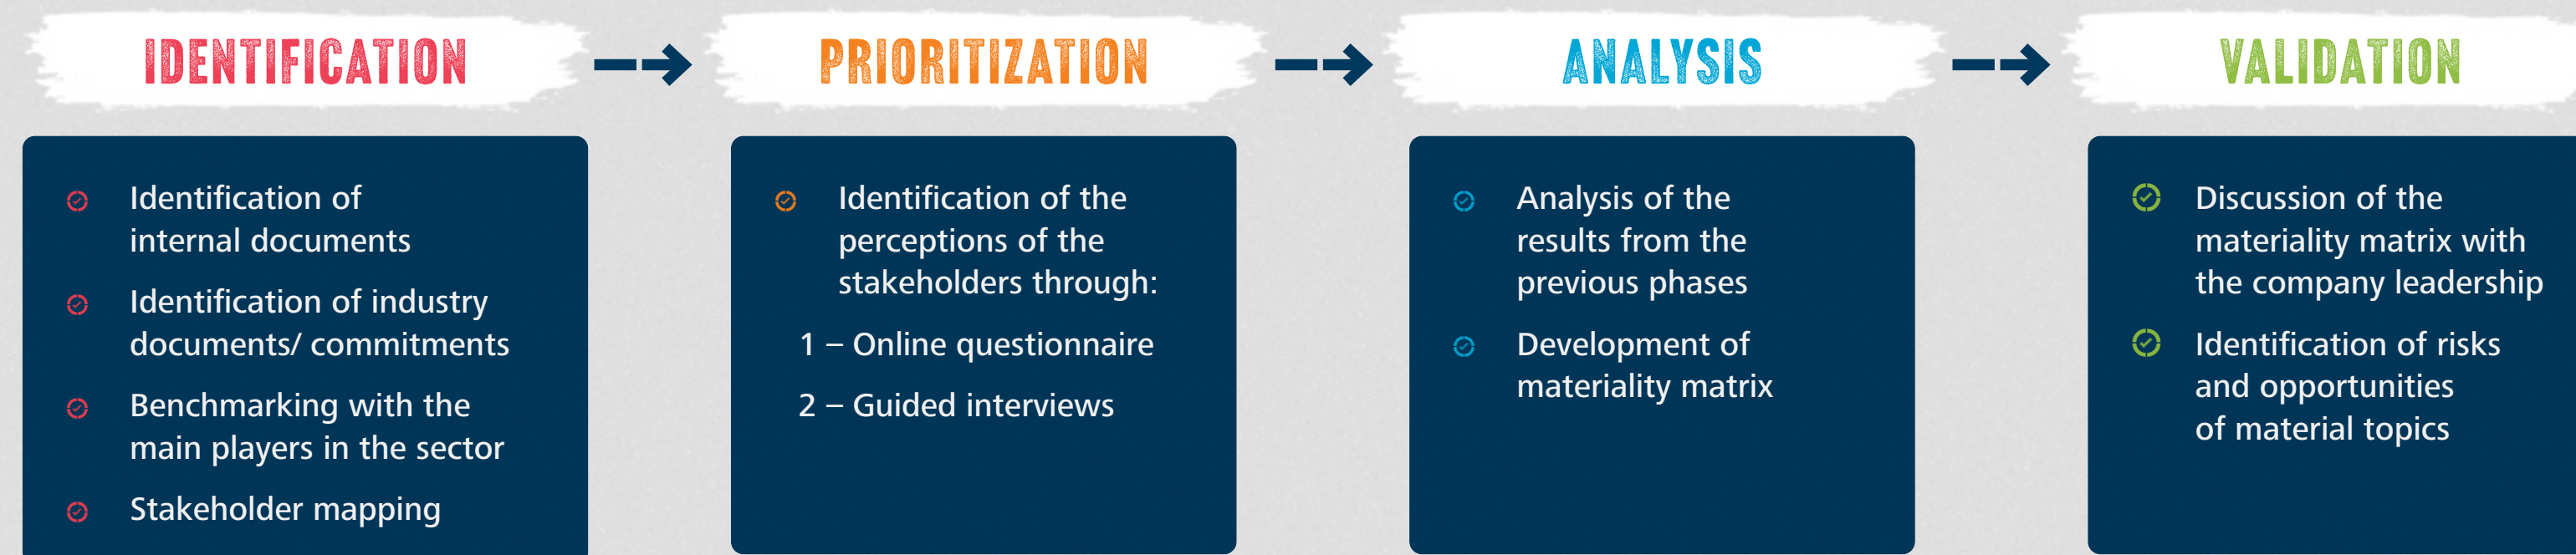 IDENTIFICATION
Identification of
internal documents
Identification of industry
documents/ commitments
Benchmarking with the
main players in the sector
Stakeholder mapping
PRIORITIZATION
Identification of the
perceptions of the
stakeholders through:
1 – Online questionnaire
2 – Guided interviews
ANALYSIS
Analysis of the
results from the
previous phases
Development of
materiality matrix
VALIDATION
Discussion of the
materiality matrix with
the company leadership
Identification of risks
and opportunities
of material topics